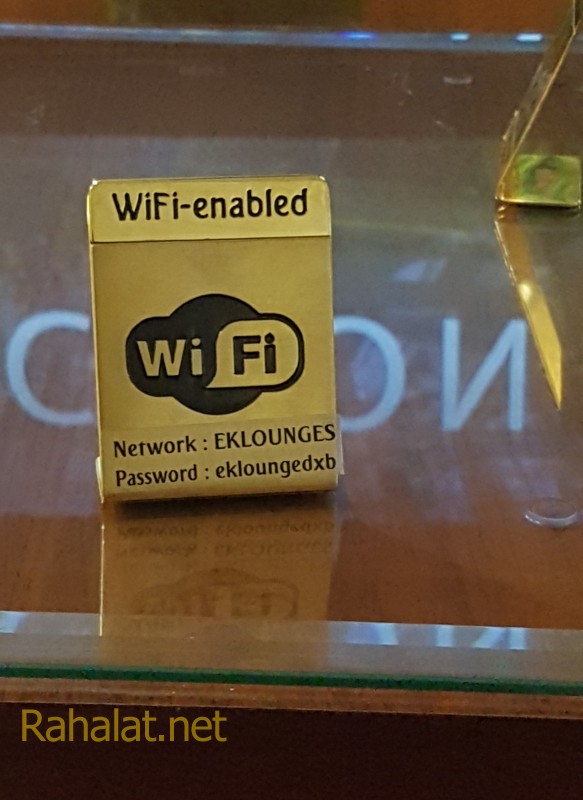 WiFi-enabled
Wi Fi
Network : EKLOUNGES
Password : ekloungedxb
Rahalat.net